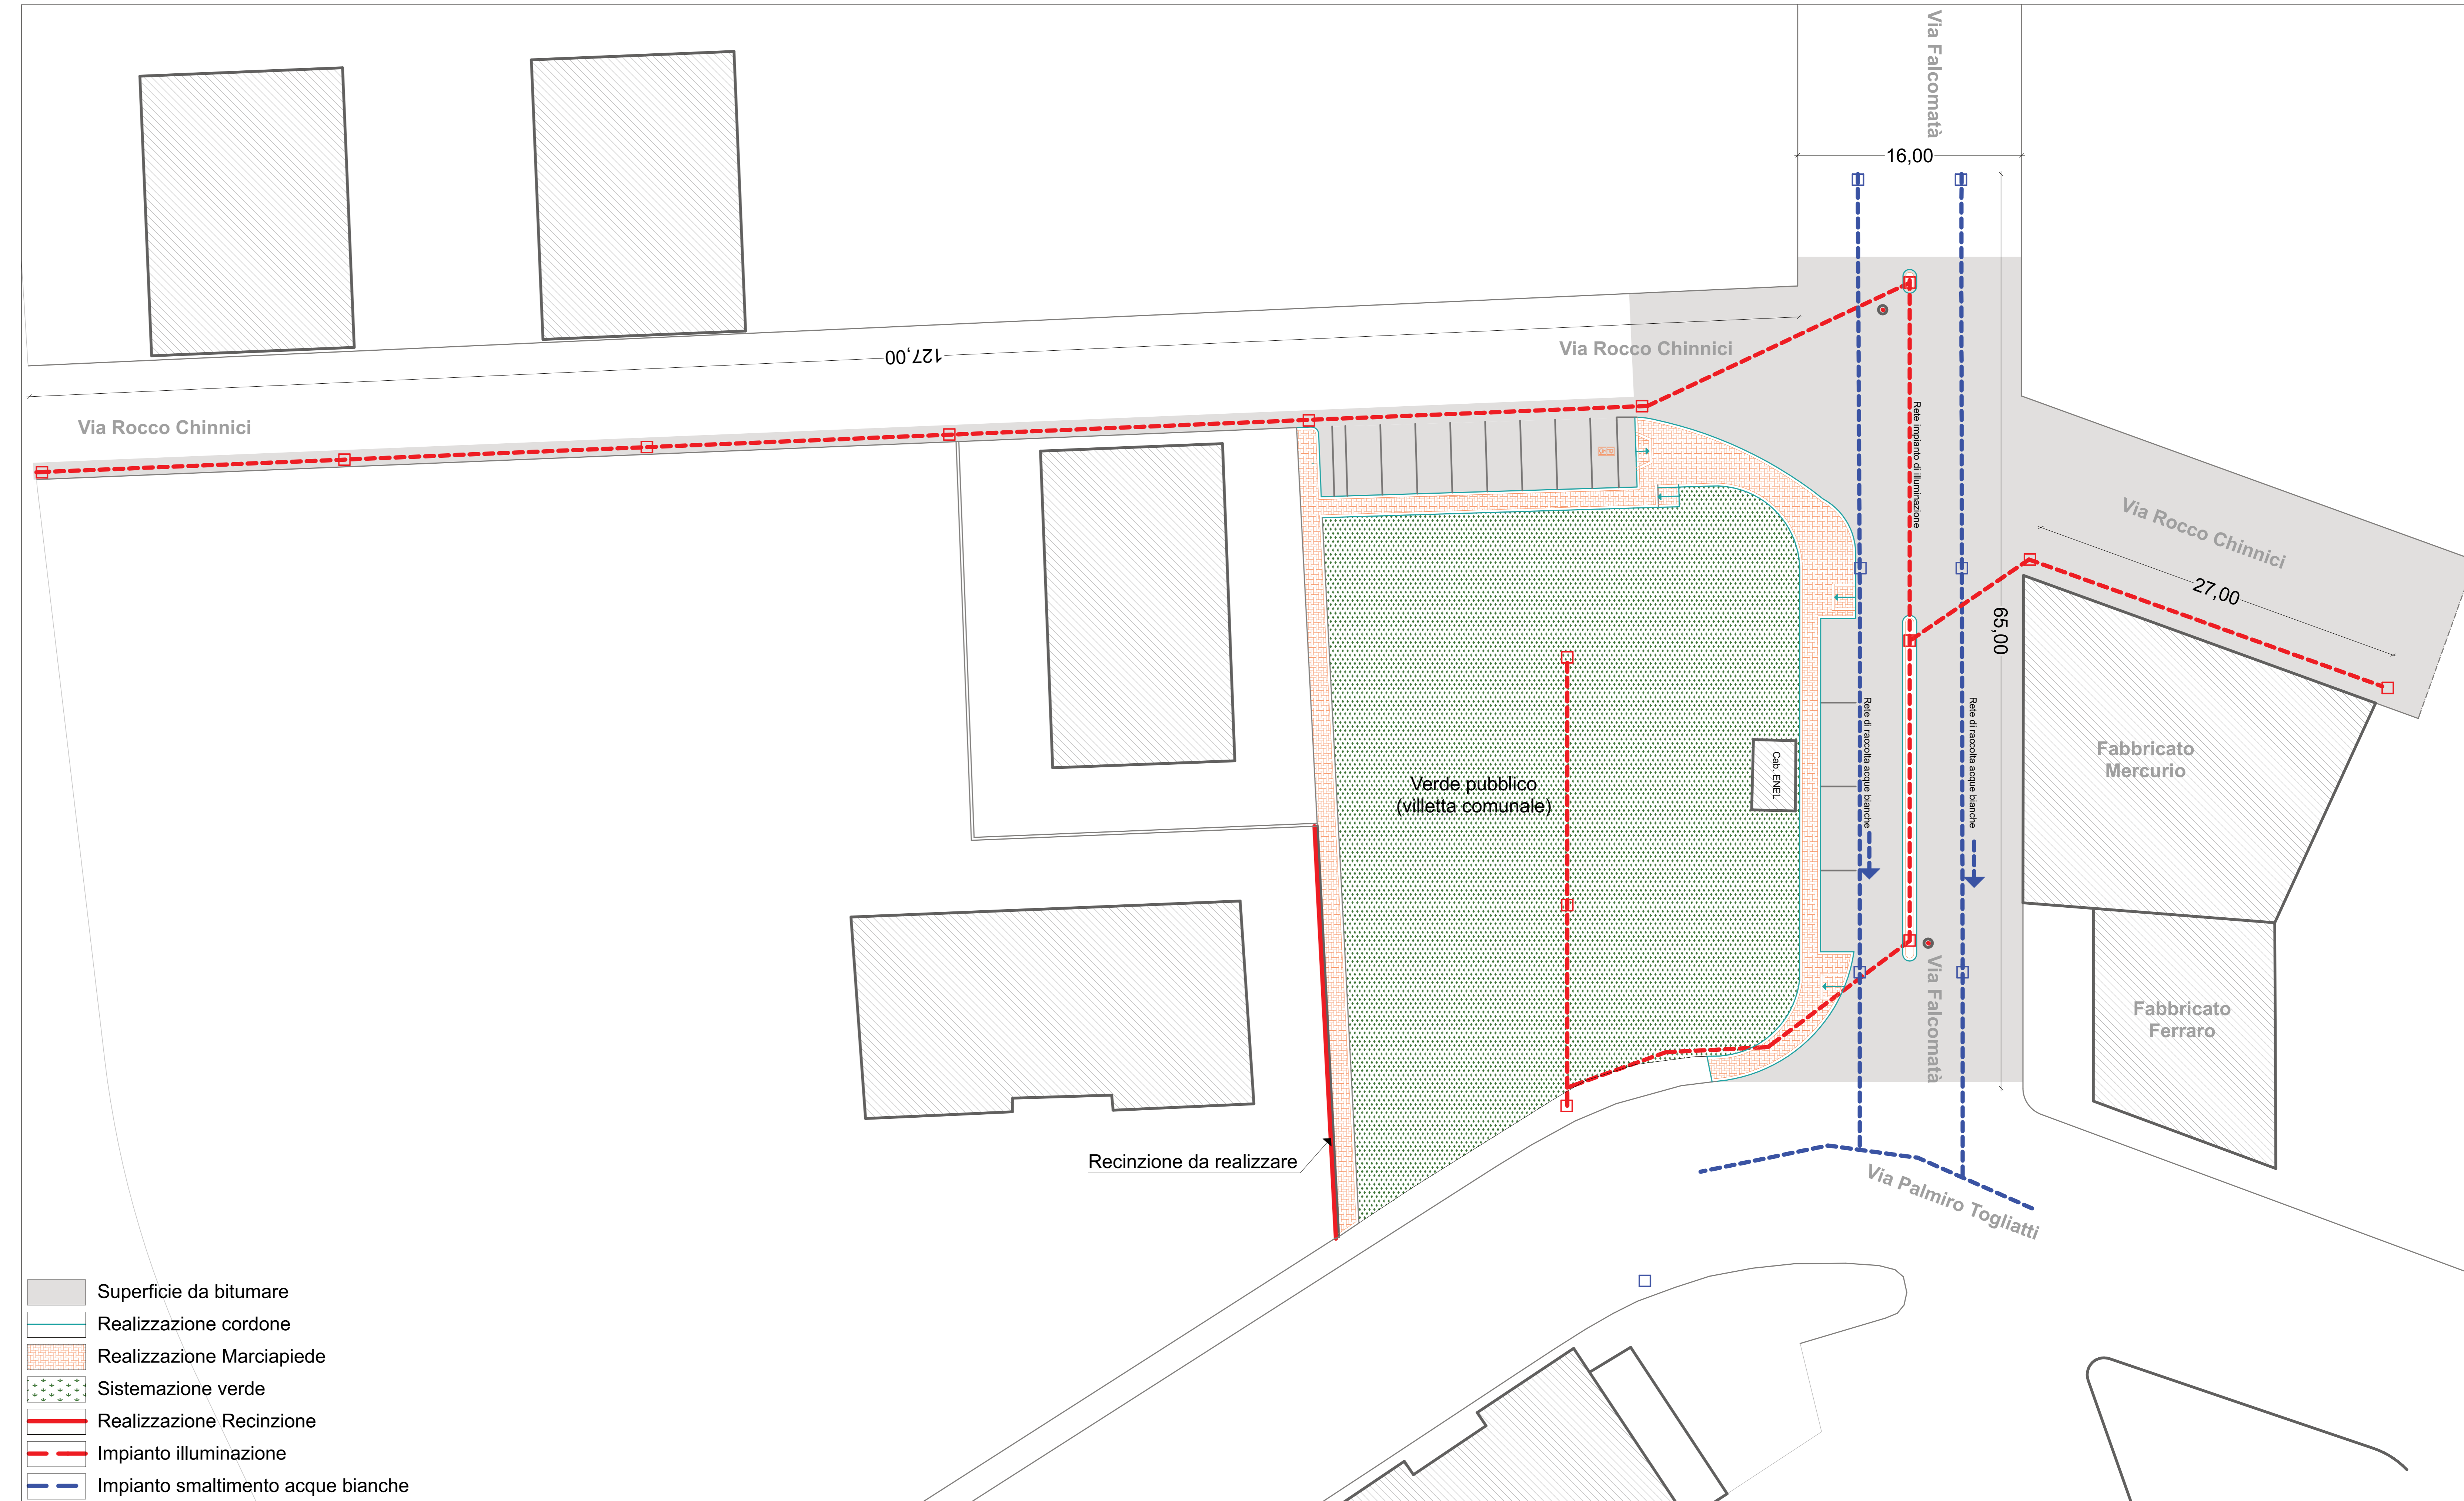 Via Falcomatà
16,00
127,00
Via Rocco Chinnici
Via Rocco Chinnici
Rete impianto di illuminazione
Via Rocco Chinnici
27,00
65,00
Rete di raccolta acque bianche
Rete di raccolta acque bianche
Cab. ENEL
Verde pubblico
(villetta comunale)
Fabbricato
Mercurio
Fabbricato
Ferraro
Via Falcomatà
Recinzione da realizzare
Via Palmiro Togliatti
Superficie da bitumare
Realizzazione cordone
Realizzazione Marciapiede
Sistemazione verde
Realizzazione Recinzione
Impianto illuminazione
Impianto smaltimento acque bianche